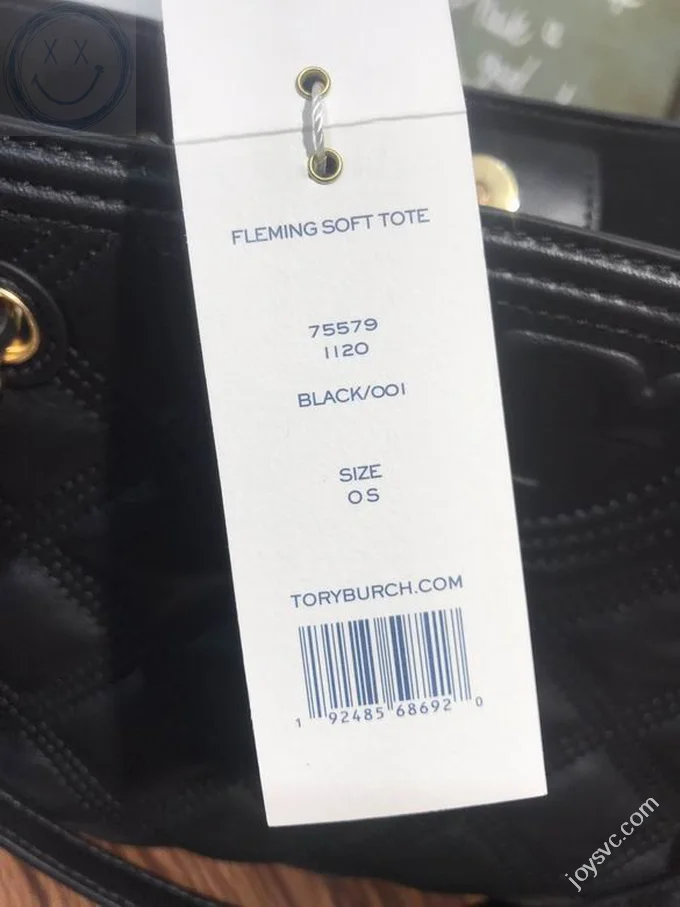 FLEMING SOFT TOTE
75579
1120
BLACK/001
SIZE
OS
TORYBURCH.COM
1 92485 68692 0
joysvc.com